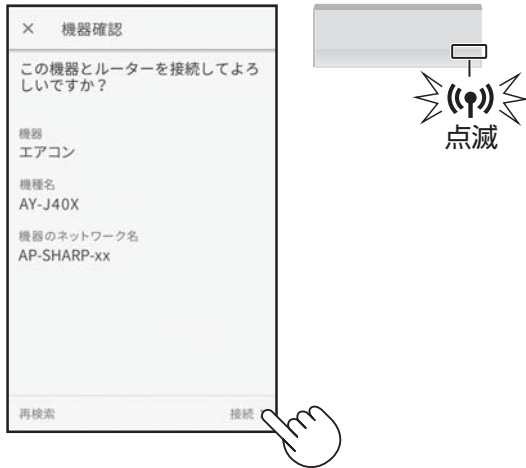 × 機器確認
この機器とルーターを接続してよろ
しいですか?
機器
エアコン
機種名
AY-J40X
機器のネットワーク名
AP-SHARP-xx
再検索 接続
点滅